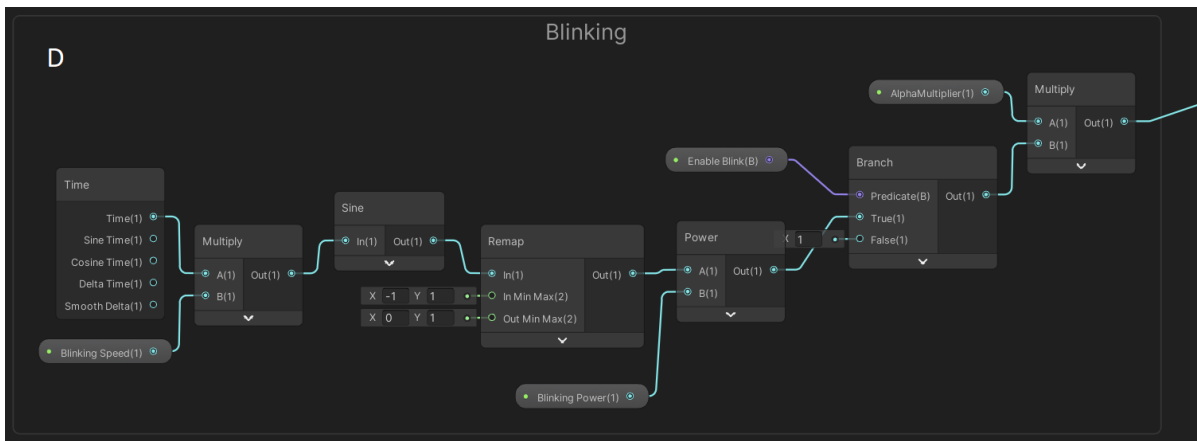 Blinking
D
AlphaMultiplier(1)
Multiply
A(1) Out(1)
B(1)
Enable Blink(B)
Branch
Predicate(B) Out(1)
True(1)
X 1 False(1)
Time
Time(1)
Sine Time(1)
Cosine Time(1)
Delta Time(1)
Smooth Delta(1)
Multiply
A(1) Out(1)
B(1)
Blinking Speed(1)
Sine
In(1) Out(1)
Remap
In(1) Out(1)
X -1 Y 1 In Min Max(2)
X 0 Y 1 Out Min Max(2)
Power
A(1) Out(1)
B(1)
Blinking Power(1)